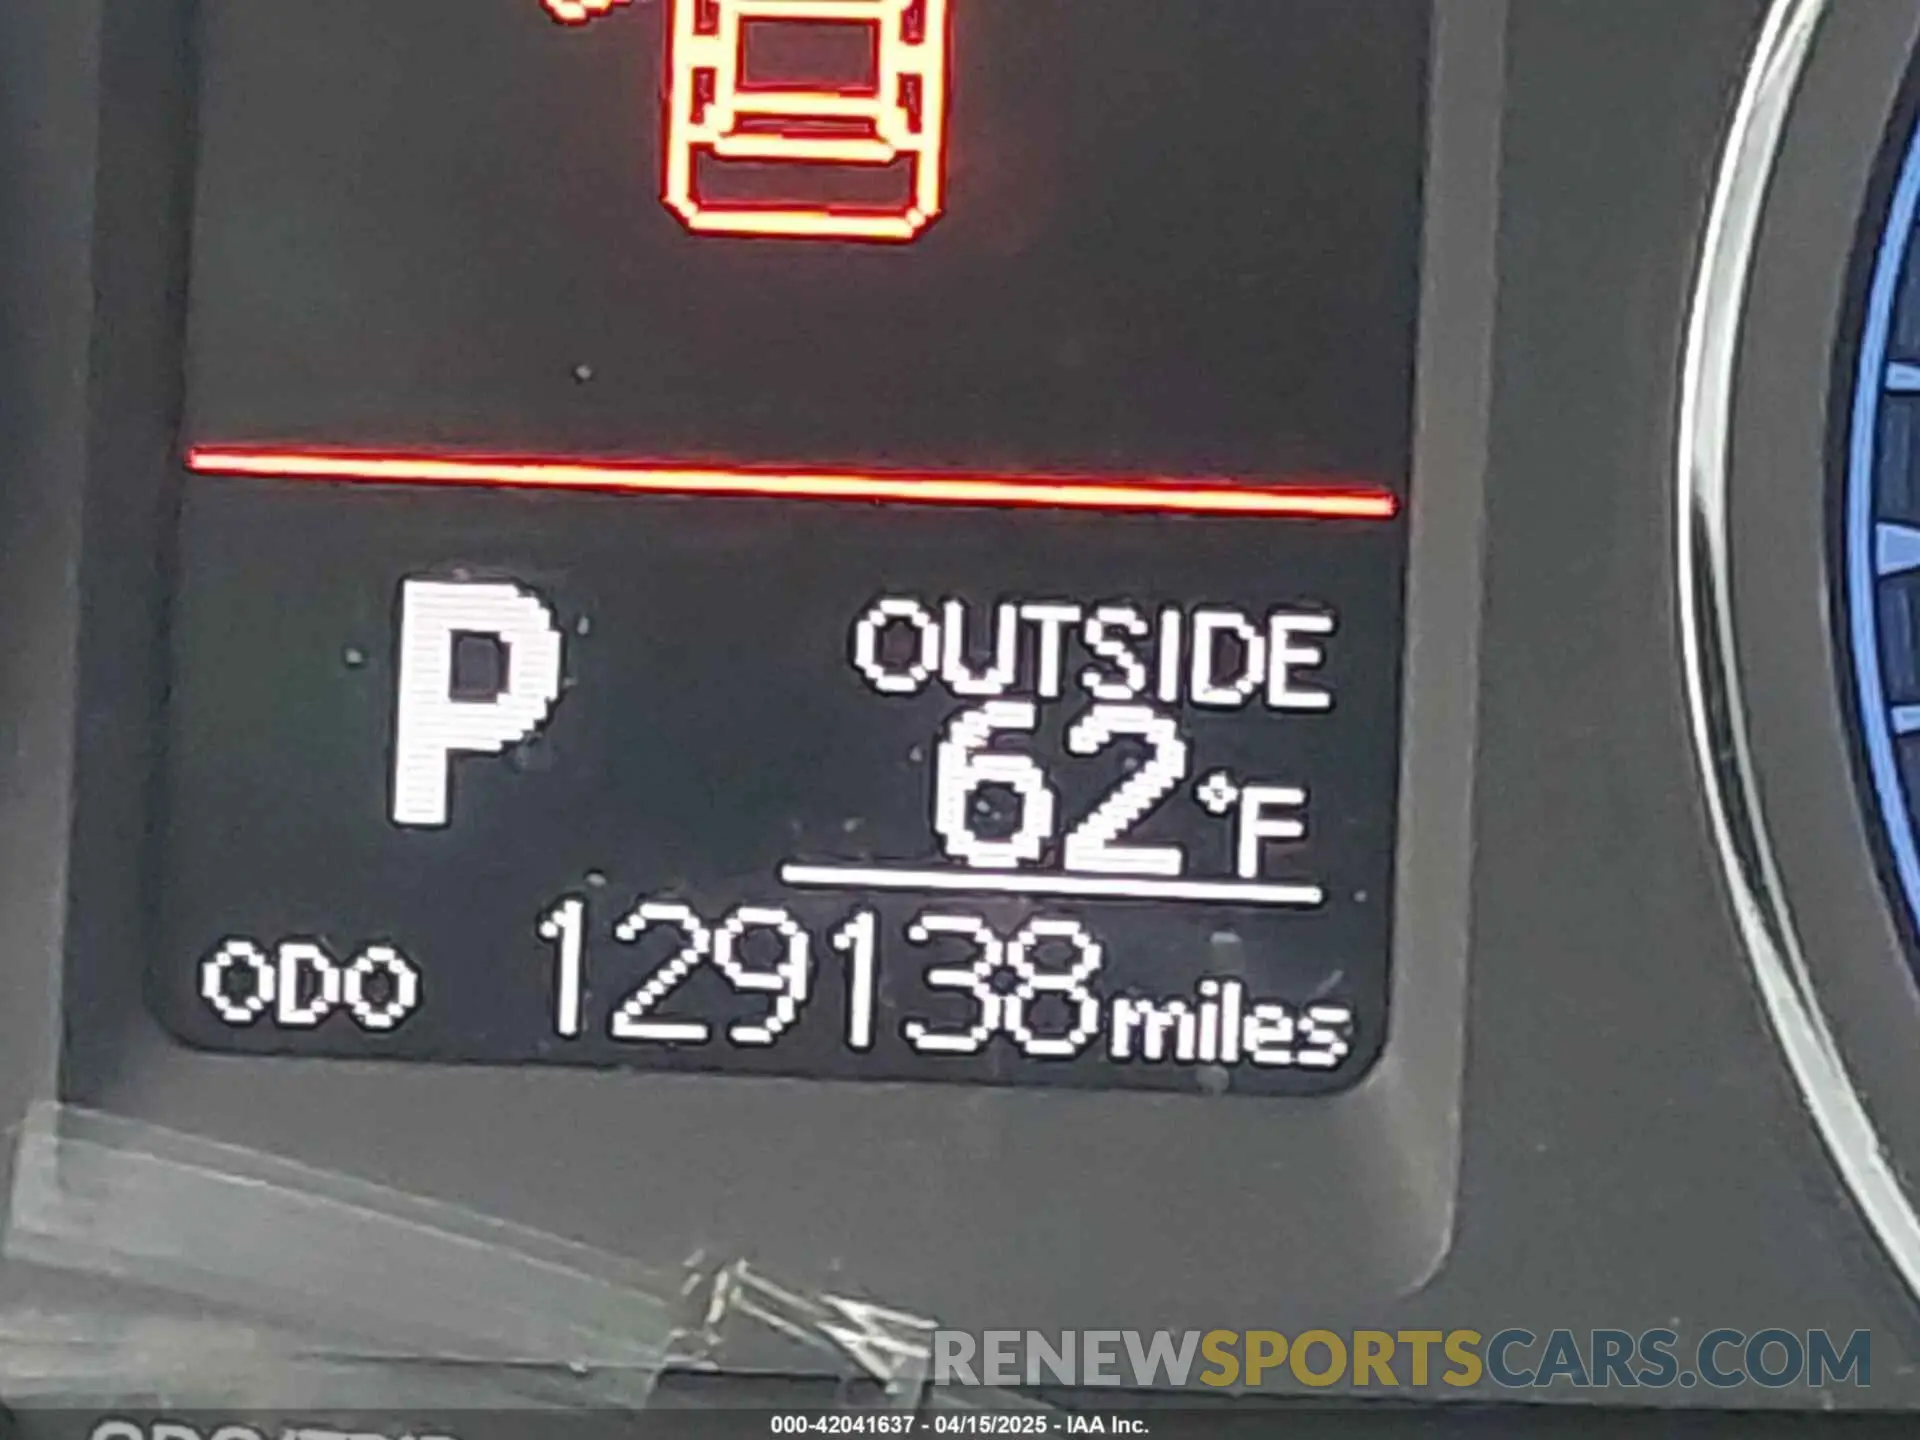 P
OUTSIDE
62°F
ODO 129138 miles
RENEWSPORTSCARS.COM
000-42041637 - 04/15/2025 - IAA Inc.